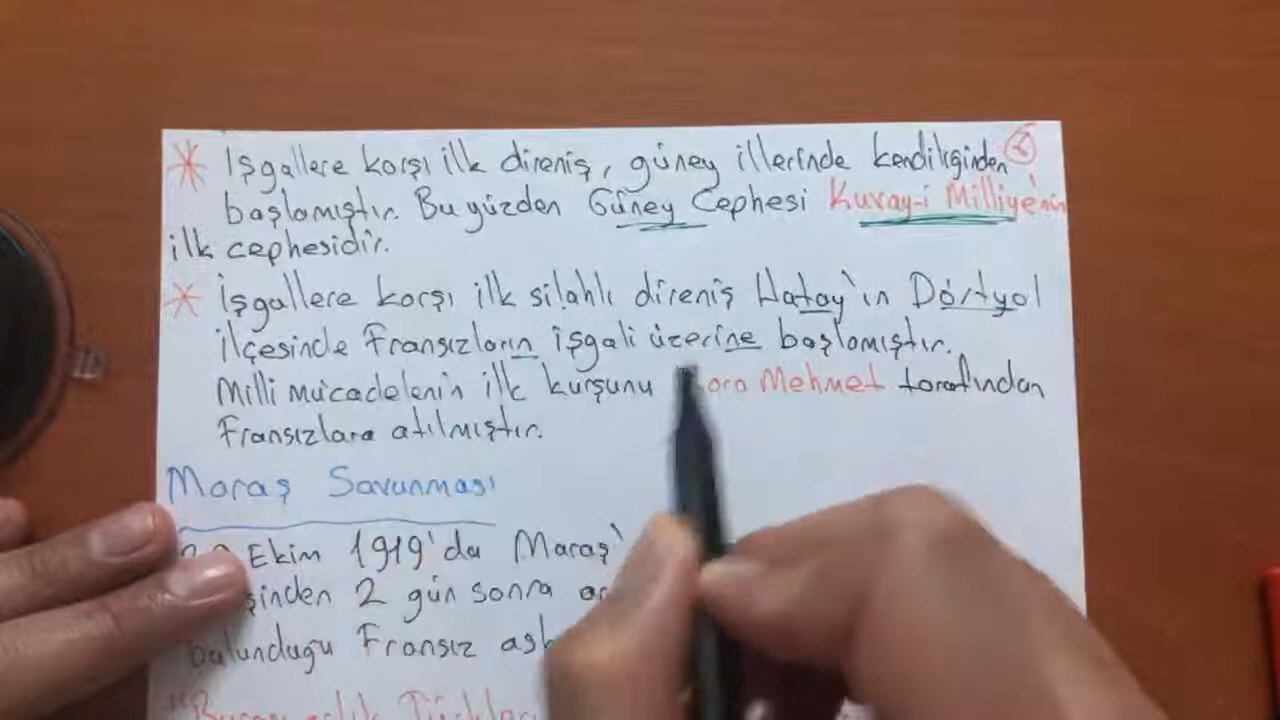 * Işgallere karşı ilk direniş, güney illerinde kendiliğinden
başlamıştır. Bu yüzden Güney Cephesi Kuvay-i Milliye'nin
ilk cephesidir.
* İşgallere karşı ilk silahlı direniş Hatay'ın Dörtyol
ilçesinde Fransızların işgali üzerine başlamıştır.
Milli mücadelenin ilk kurşunu Mehmet tarafından
Fransızlara atılmıştır.
Maraş Savunması
Ekim 1919'da Maraş'
2 gün sonra
bulunduğu Fransız